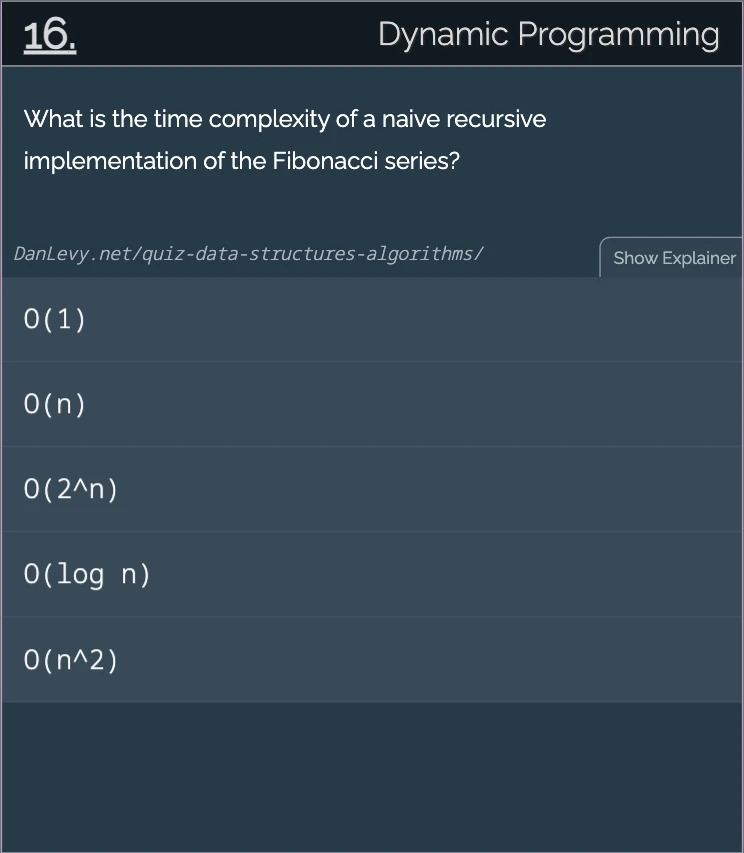 16.
Dynamic Programming
What is the time complexity of a naive recursive
implementation of the Fibonacci series?
DanLevy.net/quiz-data-structures-algorithms/
Show Explainer
O(1)
O(n)
O(2^n)
O(log n)
O(n^2)